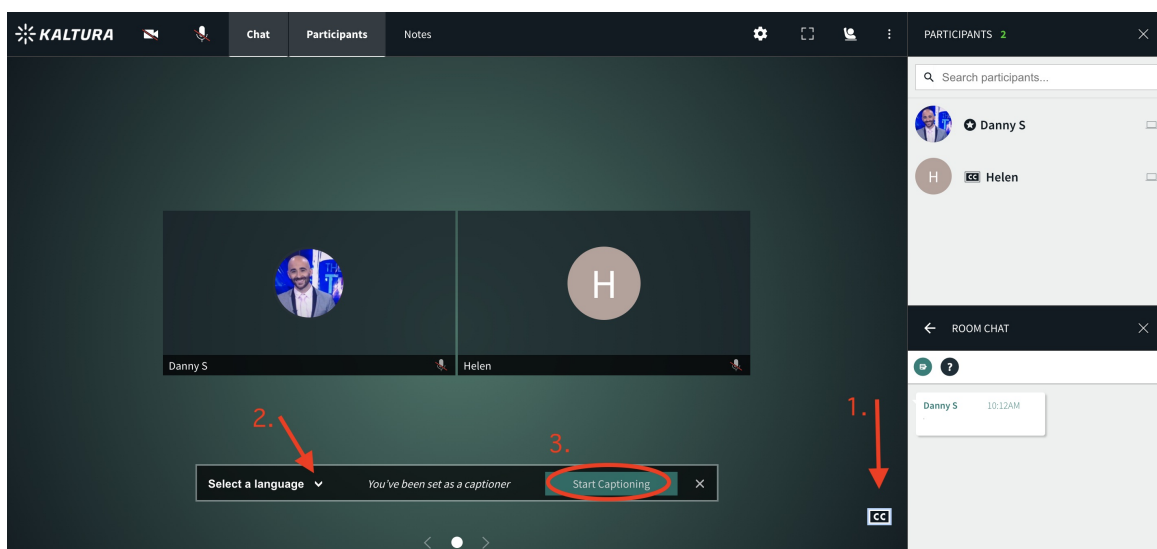 KALTURA
Chat
Participants
Notes
PARTICIPANTS 2
Search participants...
Danny S
H
CC Helen
H
Danny S
Helen
ROOM CHAT
?
Danny S 10:12AM
.
1.
2.
3.
Select a language
You've been set as a captioner
Start Captioning
CC